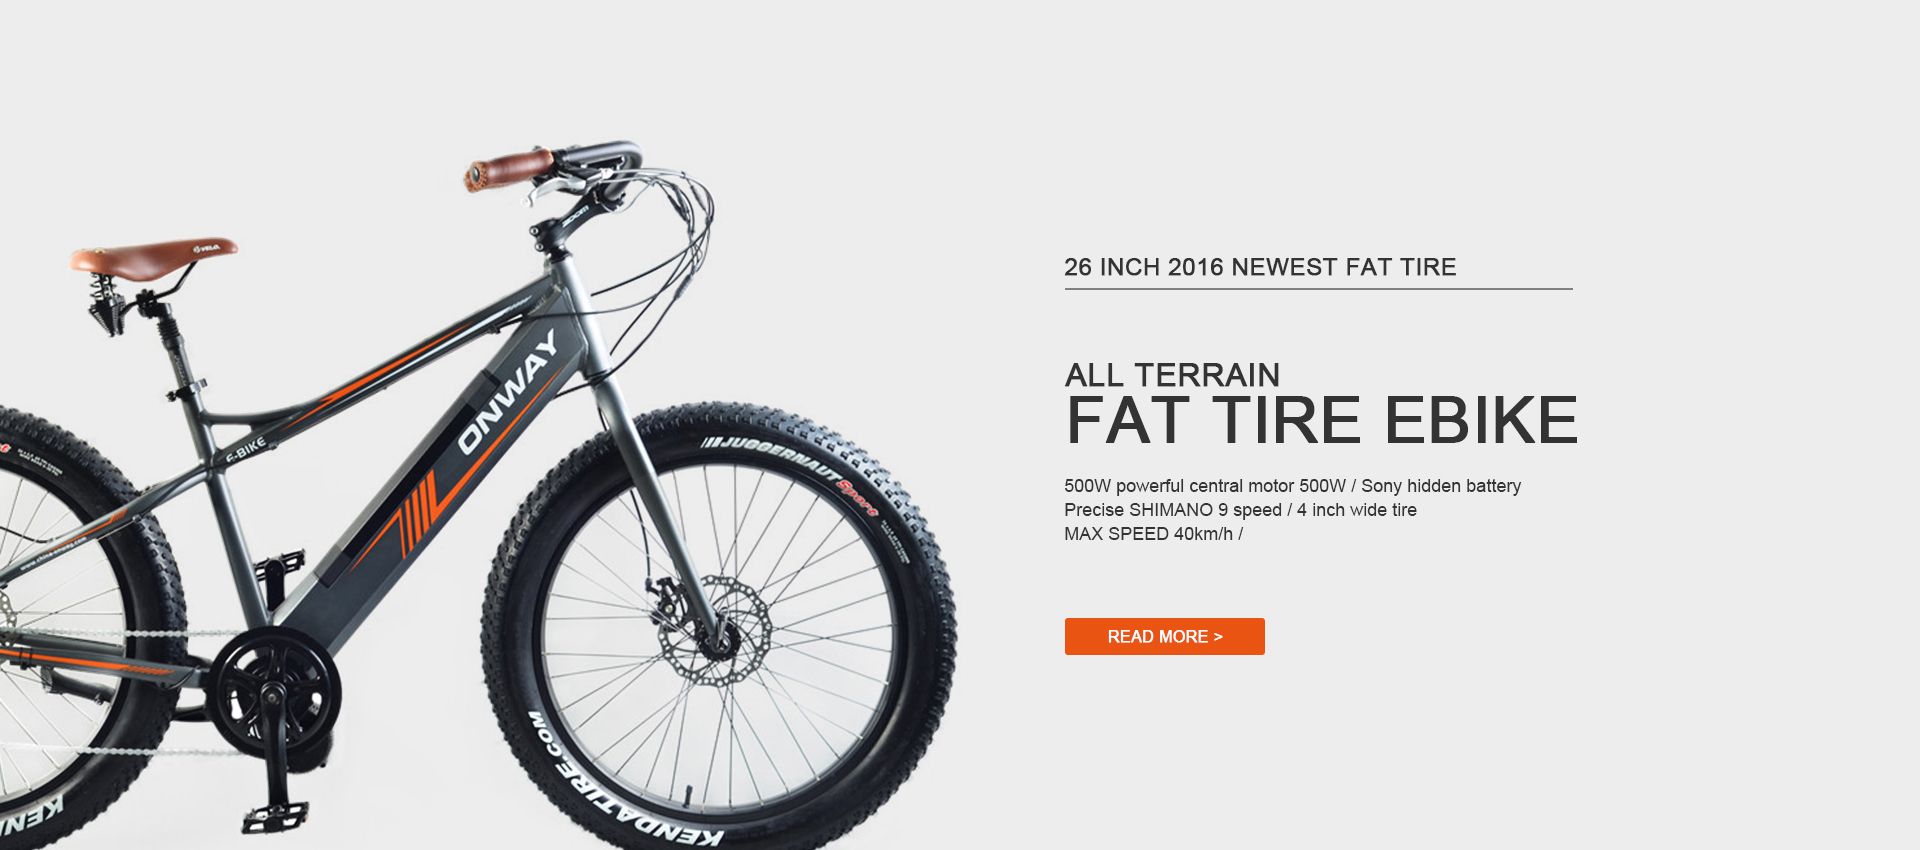 26 INCH 2016 NEWEST FAT TIRE
ALL TERRAIN
FAT TIRE EBIKE
500W powerful central motor 500W / Sony hidden battery
Precise SHIMANO 9 speed / 4 inch wide tire
MAX SPEED 40km/h /
READ MORE >
ZOOM
VELO
ONWAY
E-BIKE
JUGGERNAUT Sport
KENDATIRE.COM
KEN